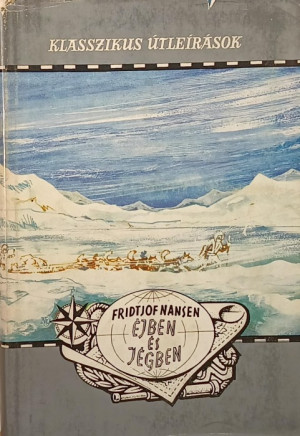 KLASSZIKUS ÚTLEÍRÁSOK
FRIDTJOF NANSEN
ÉJBEN
ÉS
JÉGBEN